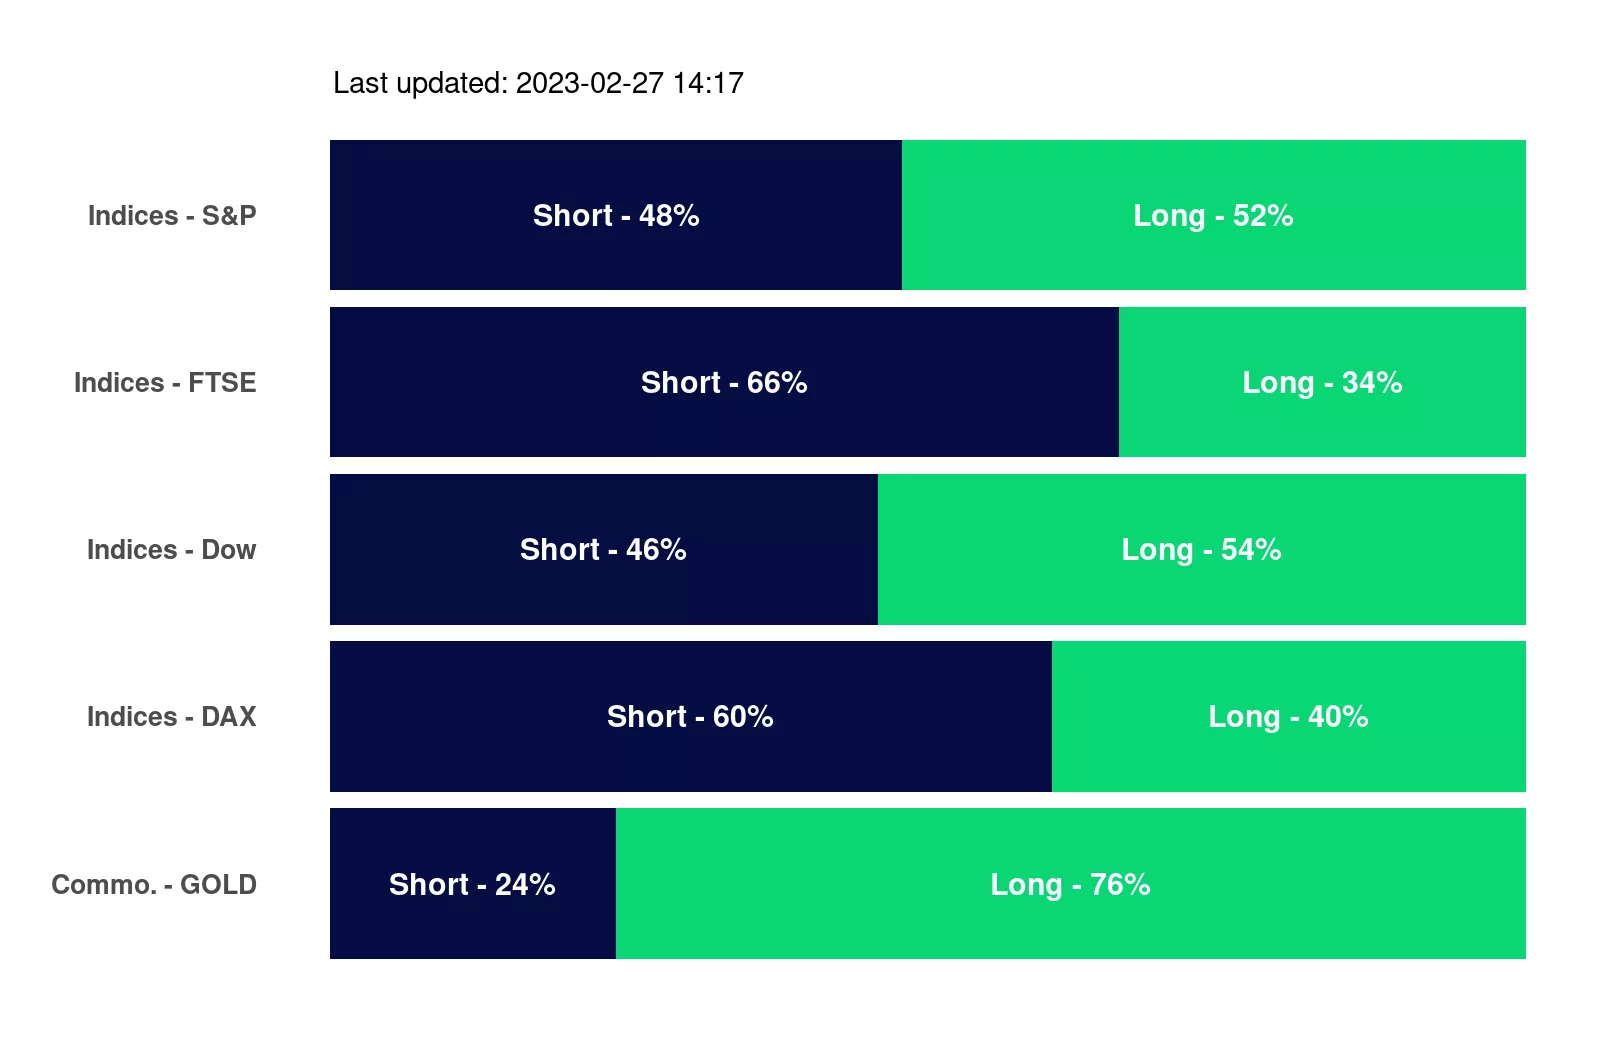 Last updated: 2023-02-27 14:17
Indices - S&P Short - 48% Long - 52%
Indices - FTSE Short - 66% Long - 34%
Indices - Dow Short - 46% Long - 54%
Indices - DAX Short - 60% Long - 40%
Commo. - GOLD Short - 24% Long - 76%